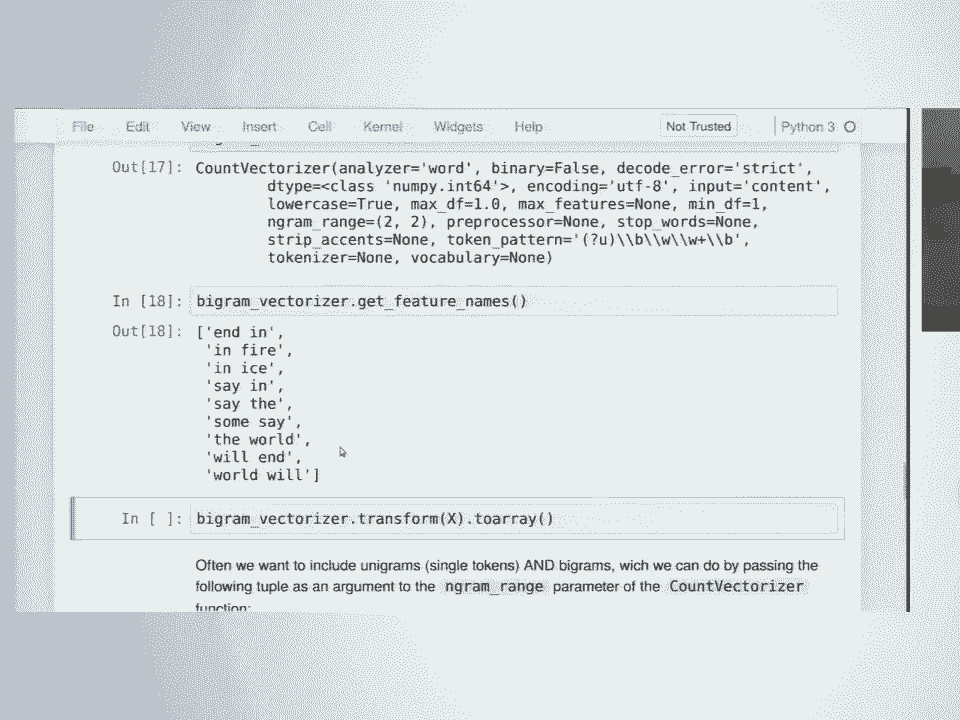 File Edit View Insert Cell Kernel Widgets Help Not Trusted Python 3
Out[17]: CountVectorizer(analyzer='word', binary=False, decode_error='strict',
dtype=<class 'numpy.int64'>, encoding='utf-8', input='content',
lowercase=True, max_df=1.0, max_features=None, min_df=1,
ngram_range=(2, 2), preprocessor=None, stop_words=None,
strip_accents=None, token_pattern='(?u)\\b\\w\\w+\\b',
tokenizer=None, vocabulary=None)
In [18]: bigram_vectorizer.get_feature_names()
Out[18]: ['end in',
'in fire',
'in ice',
'say in',
'say the',
'some say',
'the world',
'will end',
'world will']
In [ ]: bigram_vectorizer.transform(X).toarray()
Often we want to include unigrams (single tokens) AND bigrams, wich we can do by passing the
following tuple as an argument to the ngram_range parameter of the CountVectorizer
function: